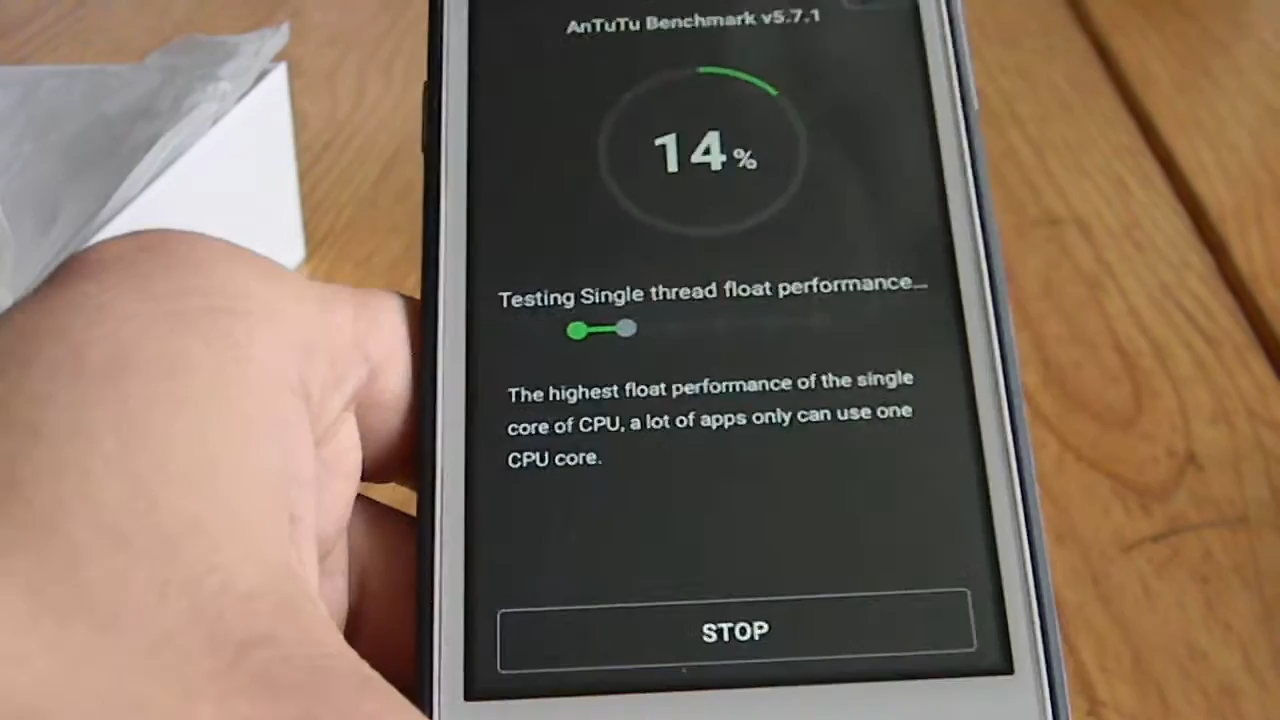 AnTuTu Benchmark v5.7.1
14%
Testing Single thread float performance...
The highest float performance of the single
core of CPU, a lot of apps only can use one
CPU core.
STOP